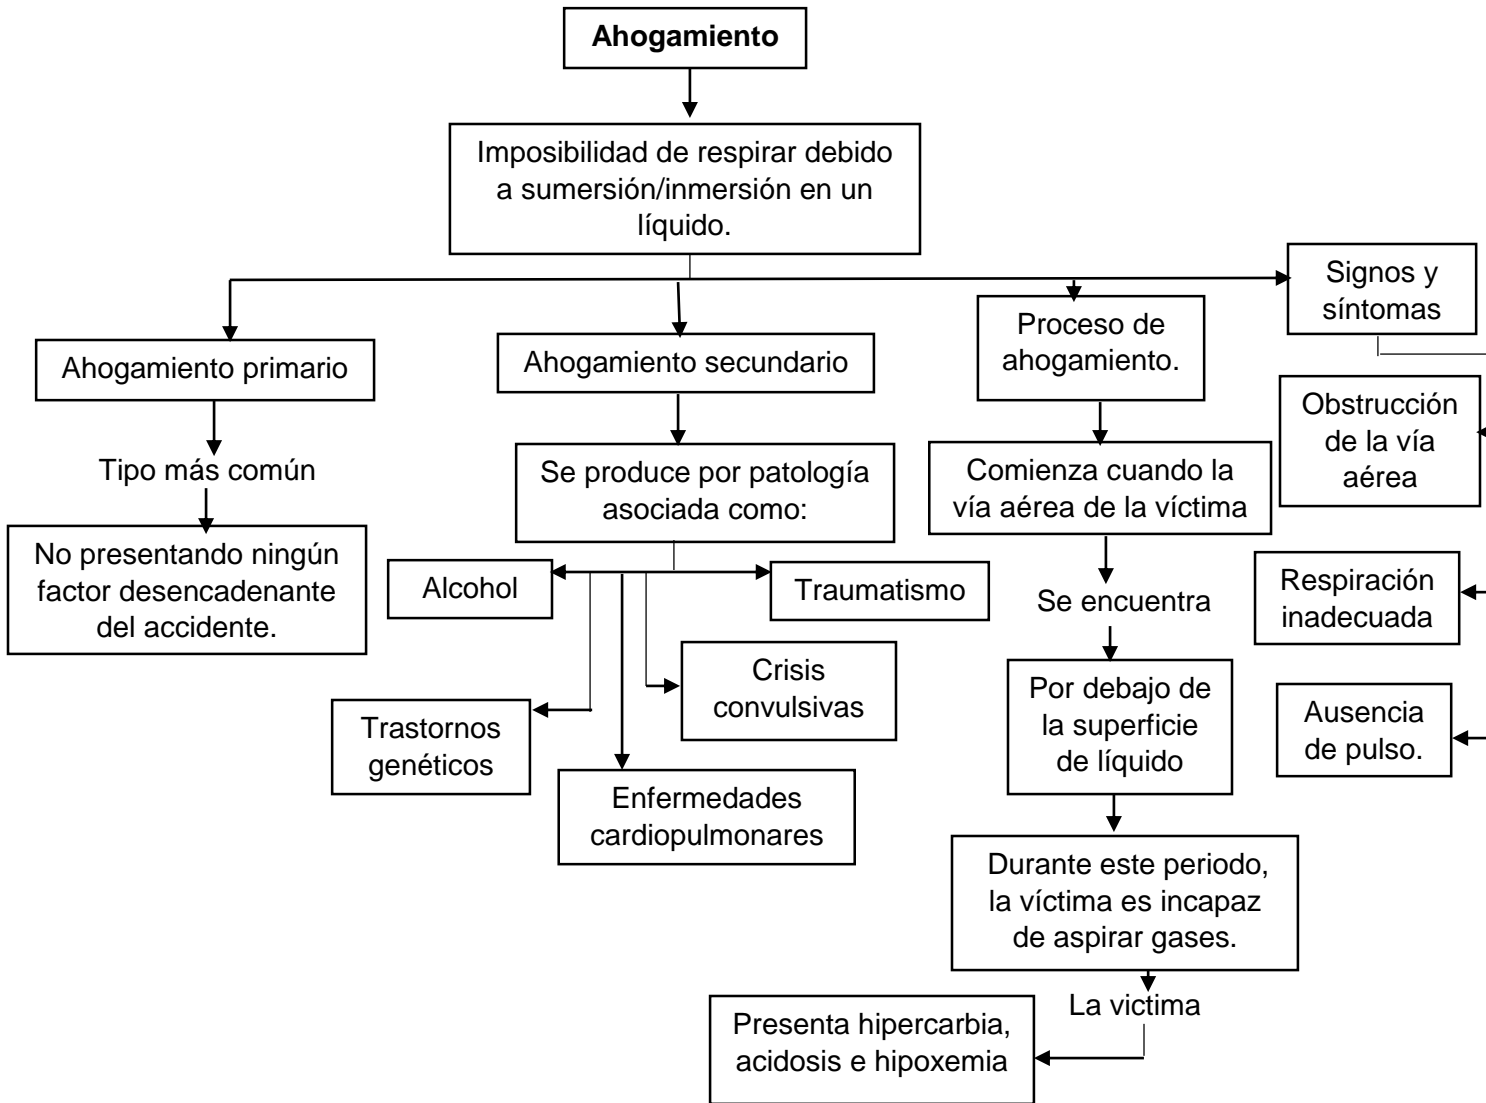 Ahogamiento
Imposibilidad de respirar debido
a sumersión/inmersión en un
líquido.
Ahogamiento primario
Tipo más común
No presentando ningún
factor desencadenante
del accidente.
Ahogamiento secundario
Se produce por patología
asociada como:
Alcohol
Traumatismo
Crisis
convulsivas
Trastornos
genéticos
Enfermedades
cardiopulmonares
Proceso de
ahogamiento.
Comienza cuando la
vía aérea de la víctima
Se encuentra
Por debajo de
la superficie
de líquido
Durante este periodo,
la víctima es incapaz
de aspirar gases.
La victima
Presenta hipercarbia,
acidosis e hipoxemia
Signos y
síntomas
Obstrucción
de la vía
aérea
Respiración
inadecuada
Ausencia
de pulso.